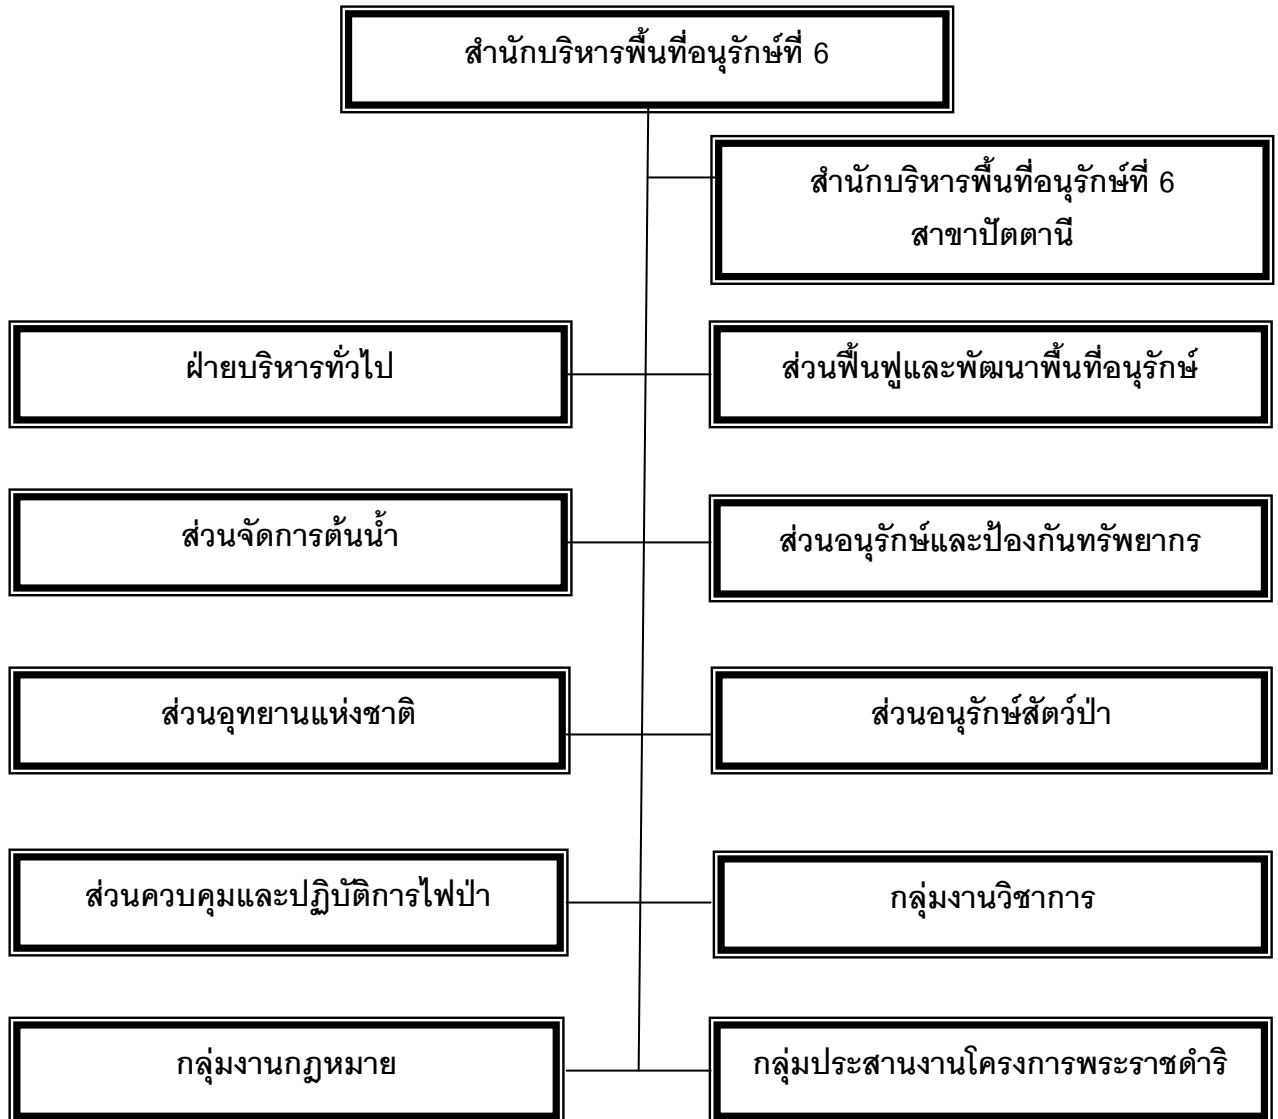 สำนักบริหารพื้นที่อนุรักษ์ที่ 6
สำนักบริหารพื้นที่อนุรักษ์ที่ 6
สาขาปัตตานี
ฝ่ายบริหารทั่วไป
ส่วนฟื้นฟูและพัฒนาพื้นที่อนุรักษ์
ส่วนจัดการต้นน้ำ
ส่วนอนุรักษ์และป้องกันทรัพยากร
ส่วนอุทยานแห่งชาติ
ส่วนอนุรักษ์สัตว์ป่า
ส่วนควบคุมและปฏิบัติการไฟป่า
กลุ่มงานวิชาการ
กลุ่มงานกฎหมาย
กลุ่มประสานงานโครงการพระราชดำริ